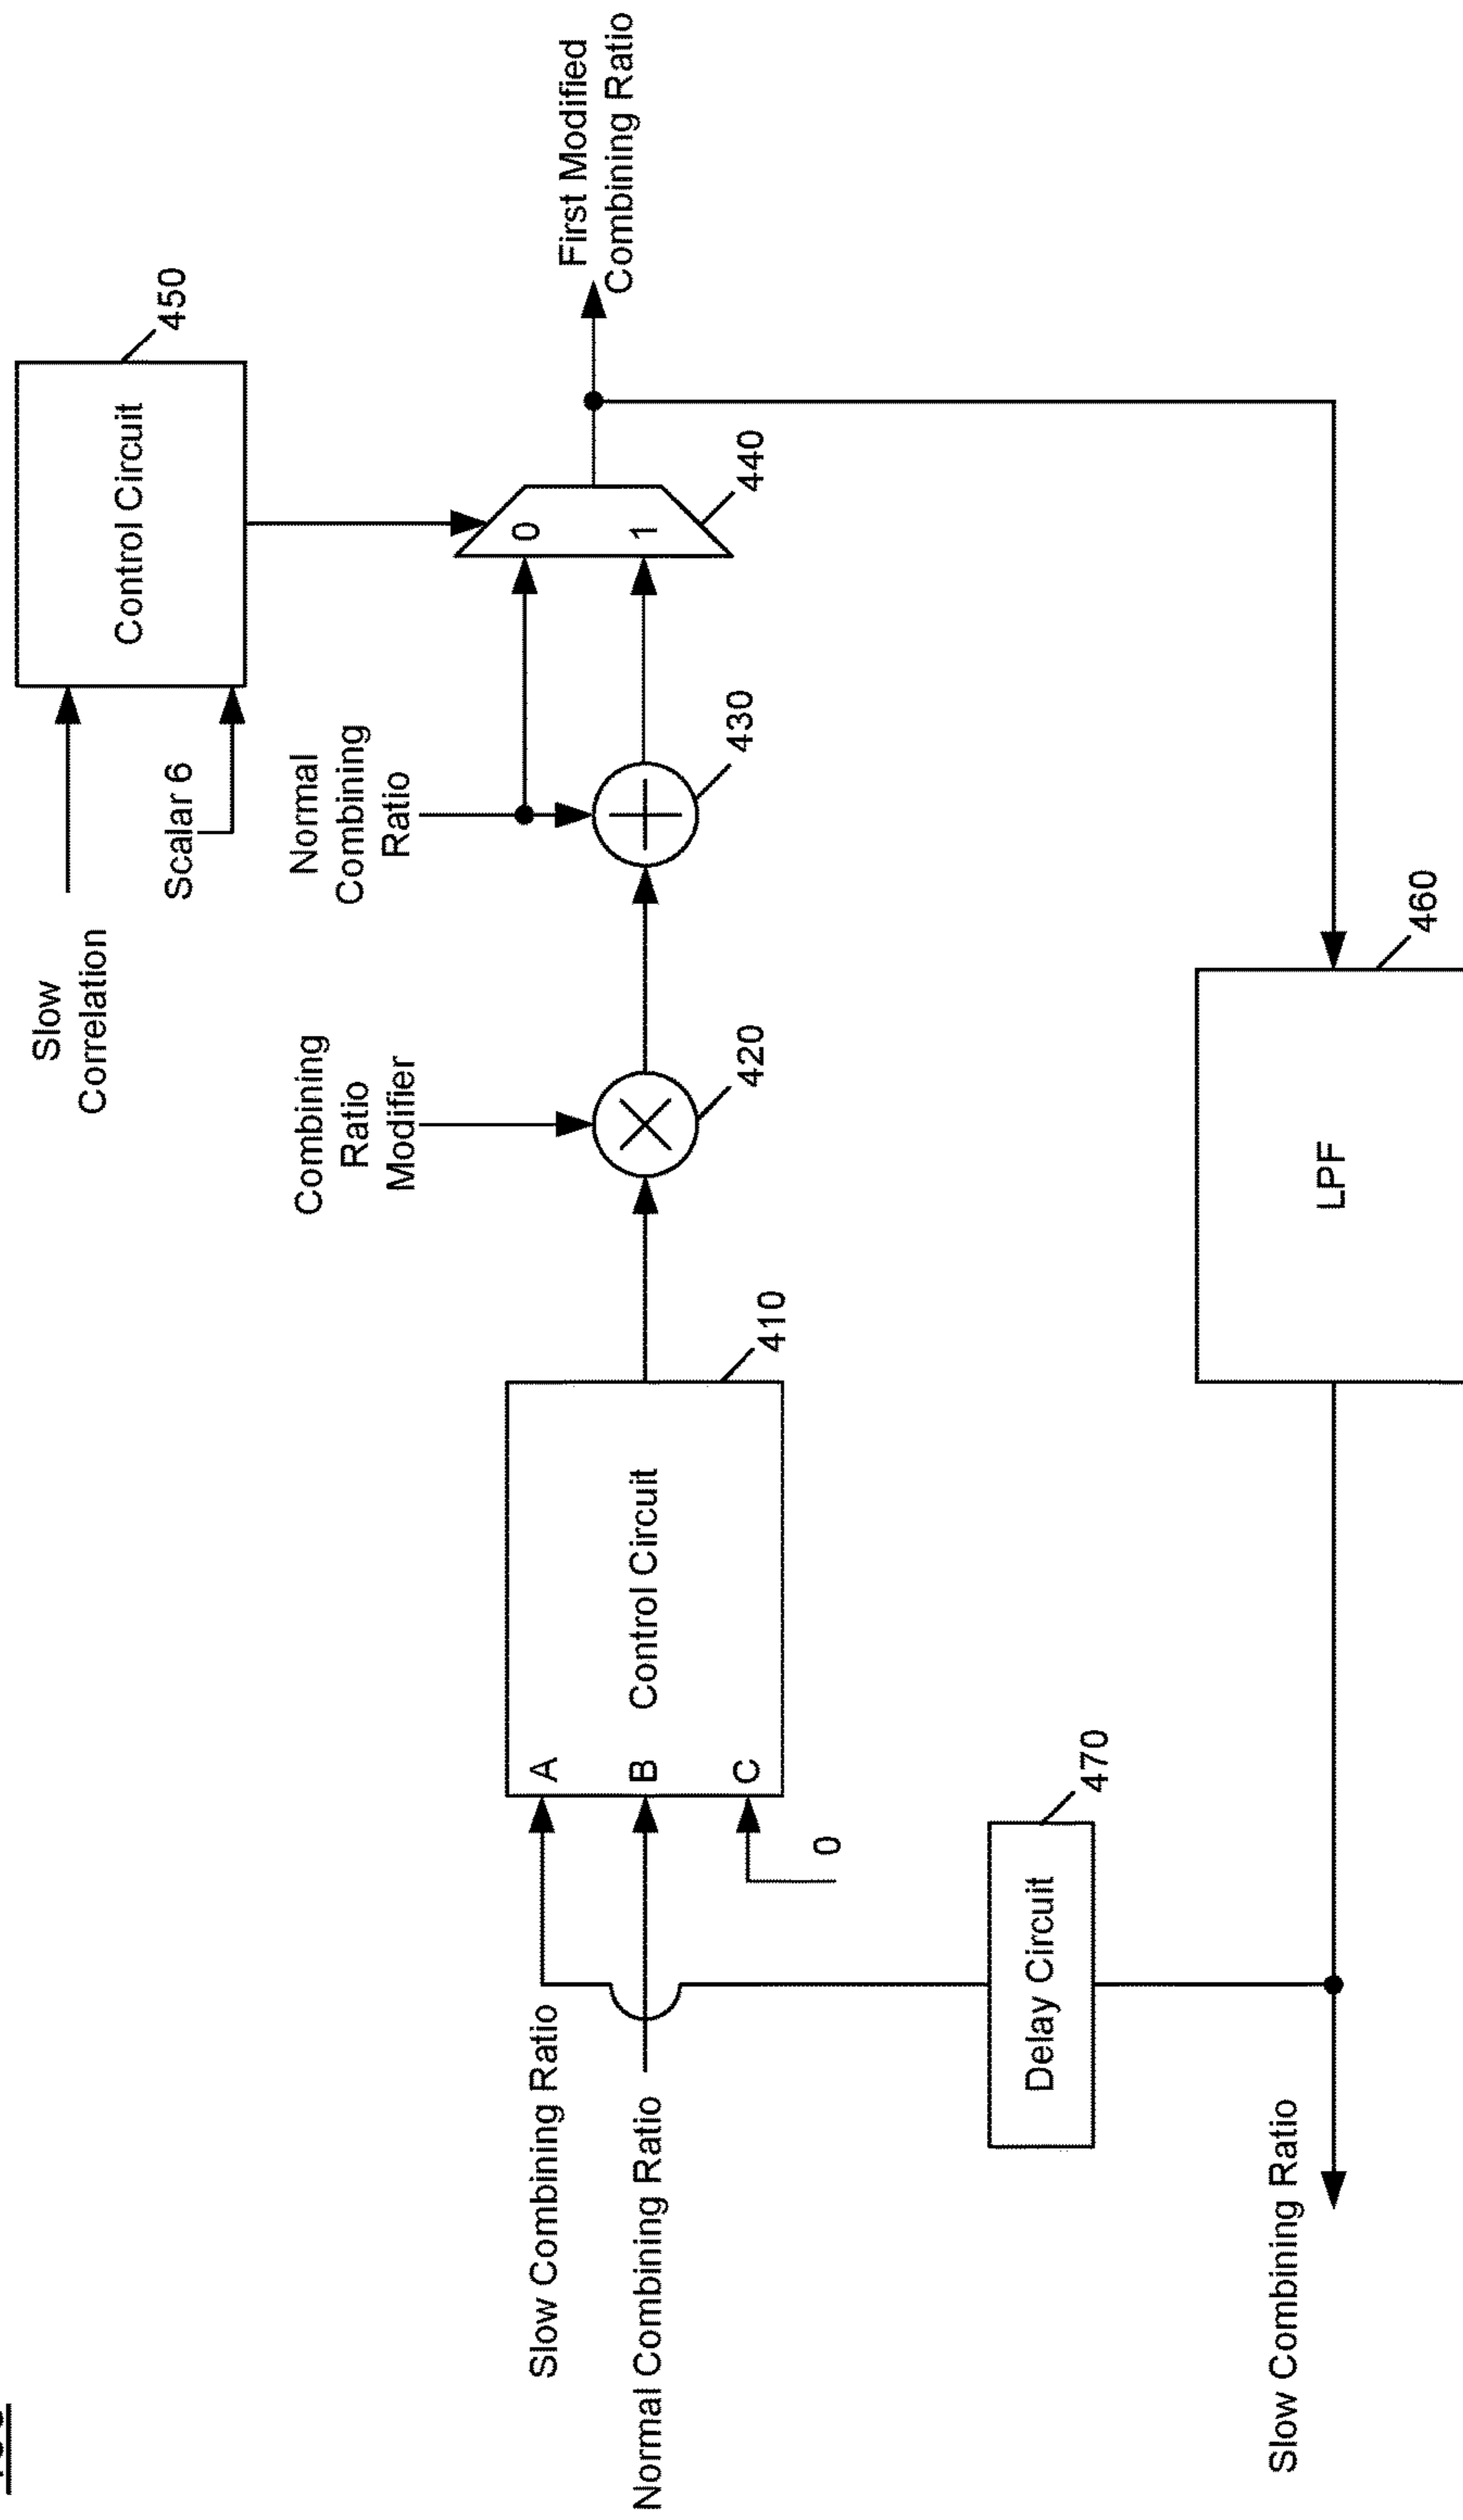 Slow
Correlation
Scalar 6
Control Circuit
450
Normal
Combining
Ratio
Combining
Ratio
Modifier
0
1
440
First Modified
Combining Ratio
430
420
Slow Combining Ratio
Normal Combining Ratio
A
B
C
Control Circuit
410
0
Delay Circuit
470
LPF
460
Slow Combining Ratio